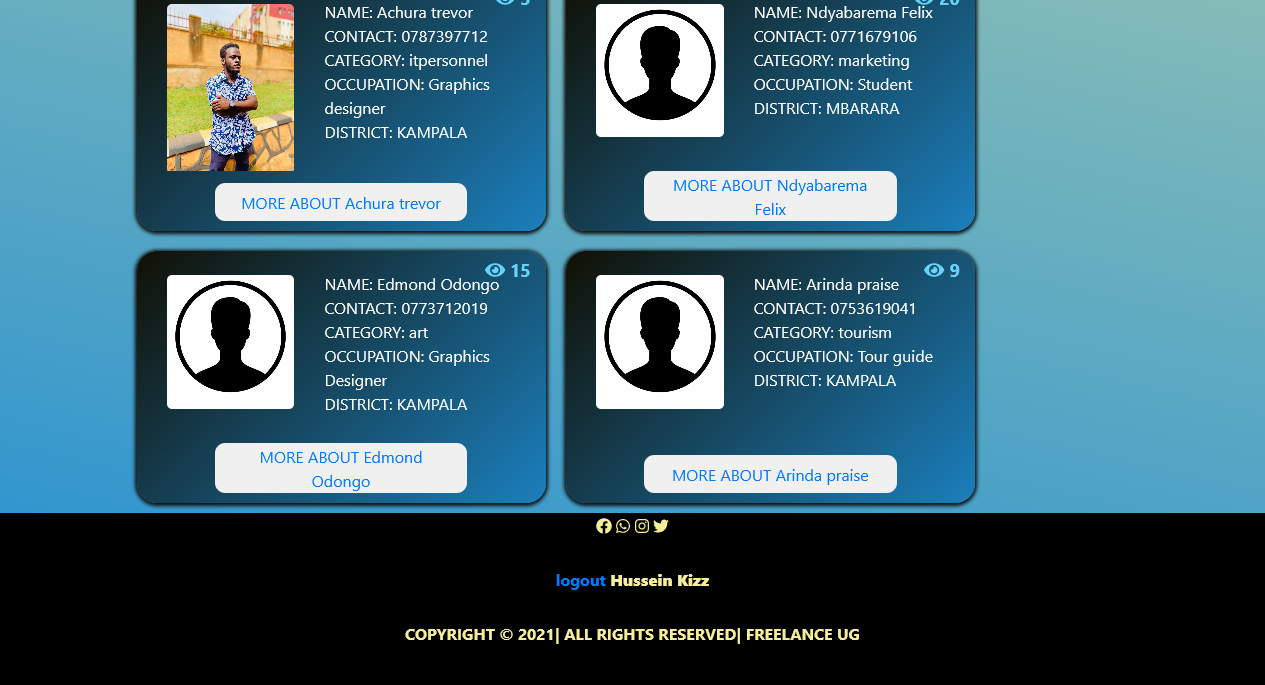 5
NAME: Achura trevor
CONTACT: 0787397712
CATEGORY: itpersonnel
OCCUPATION: Graphics
designer
DISTRICT: KAMPALA
MORE ABOUT Achura trevor
20
NAME: Ndyabarema Felix
CONTACT: 0771679106
CATEGORY: marketing
OCCUPATION: Student
DISTRICT: MBARARA
MORE ABOUT Ndyabarema
Felix
15
NAME: Edmond Odongo
CONTACT: 0773712019
CATEGORY: art
OCCUPATION: Graphics
Designer
DISTRICT: KAMPALA
MORE ABOUT Edmond
Odongo
9
NAME: Arinda praise
CONTACT: 0753619041
CATEGORY: tourism
OCCUPATION: Tour guide
DISTRICT: KAMPALA
MORE ABOUT Arinda praise
logout Hussein Kizz
COPYRIGHT © 2021| ALL RIGHTS RESERVED| FREELANCE UG